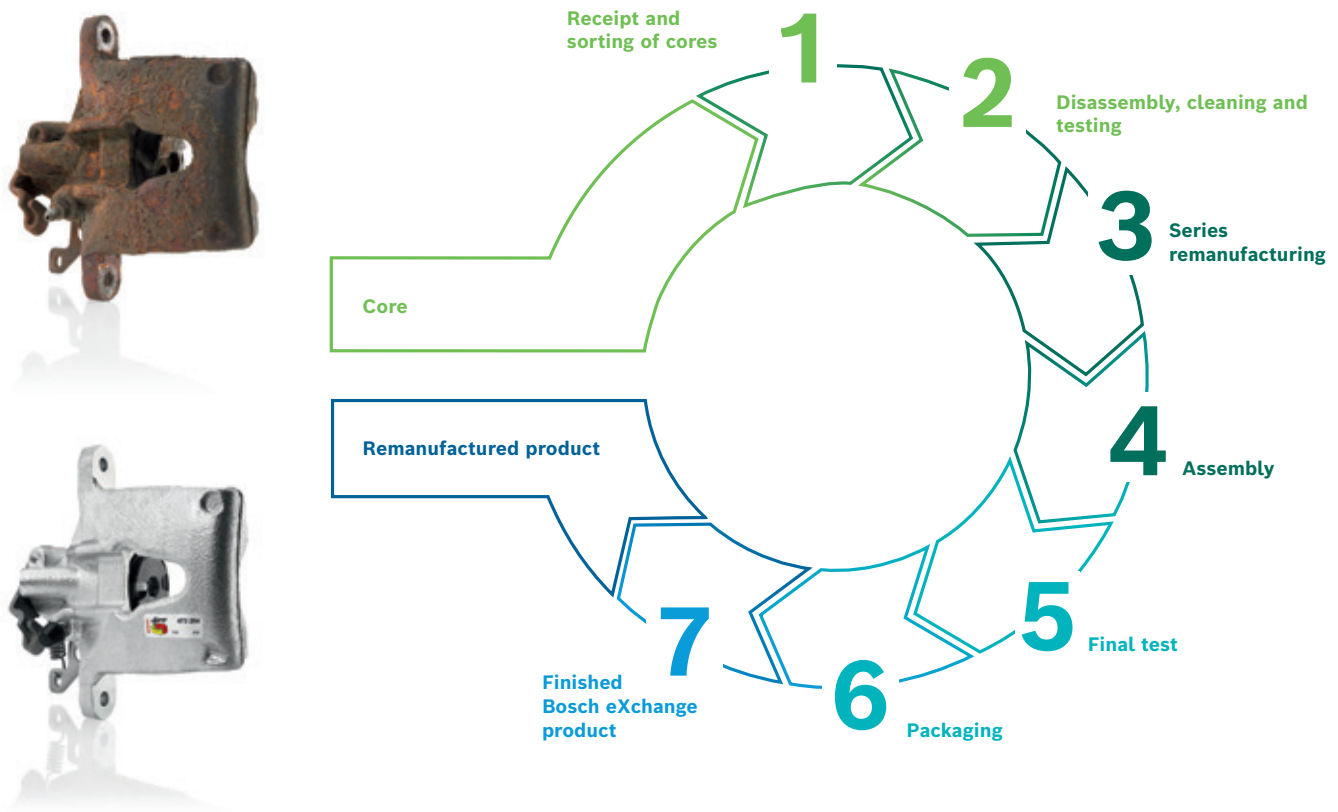 1
Receipt and
sorting of cores
2
Disassembly, cleaning and
testing
3
Series
remanufacturing
Core
4
Assembly
Remanufactured product
5
Final test
6
Packaging
7
Finished
Bosch eXchange
product